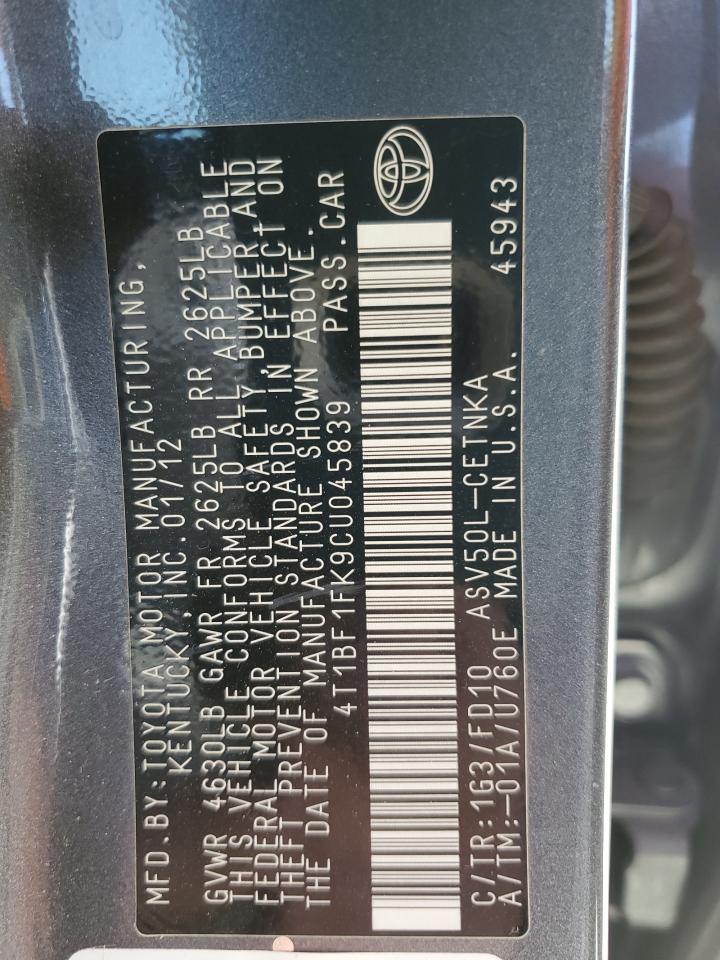 MFD.BY:TOYOTA MOTOR MANUFACTURING,
KENTUCKY, INC. 01/12
GVWR 4630LB GAWR FR 2625LB RR 2625LB
THIS VEHICLE CONFORMS TO ALL APPLICABLE
FEDERAL MOTOR VEHICLE SAFETY, BUMPER AND
THEFT PREVENTION STANDARDS IN EFFECT ON
THE DATE OF MANUFACTURE SHOWN ABOVE.
4T1BF1FK9CU045839 PASS.CAR
C/TR:1G3/FD10 ASV50L-CETNKA
A/TM:-01A/U760E MADE IN U.S.A. 45943